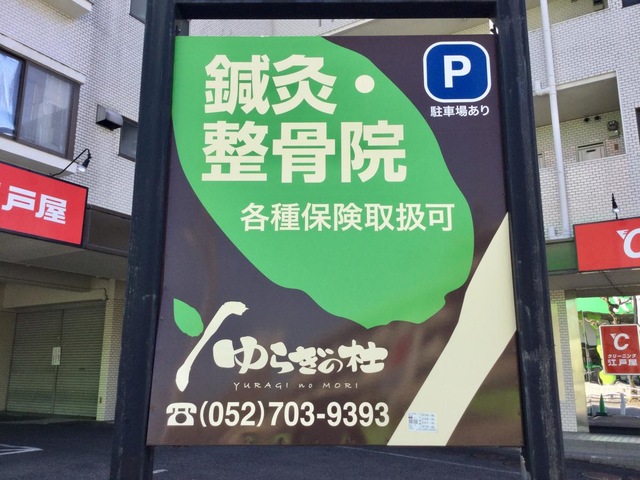 鍼灸・
整骨院
各種保険取扱可
P
駐車場あり
ゆらぎの杜
YURAGI no MORI
☎(052)703-9393
戸屋
C
クリーニング
江戸屋